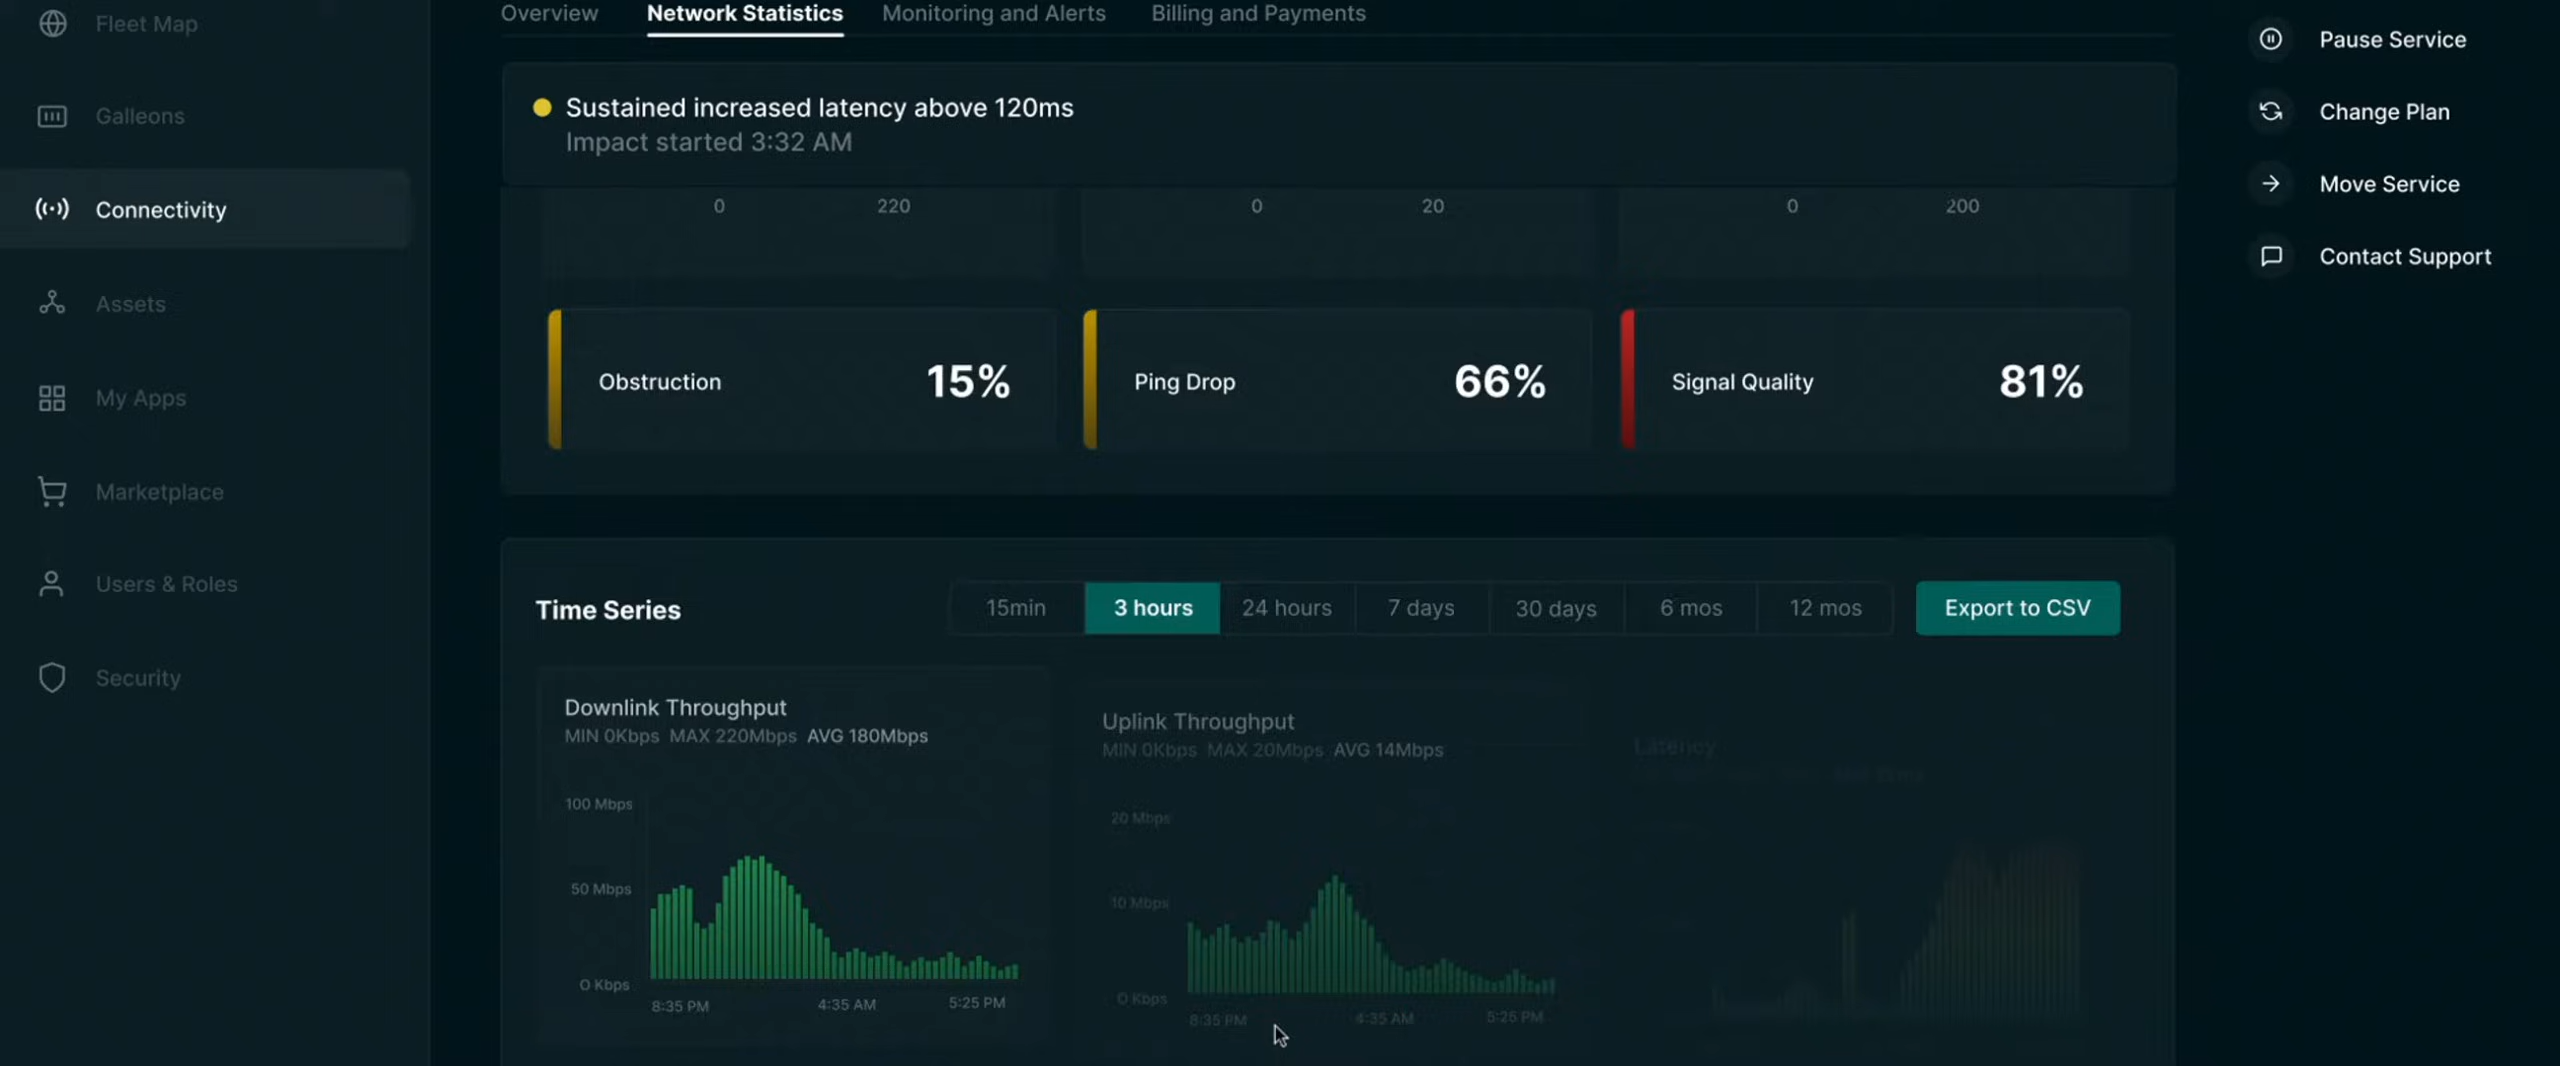 Fleet Map
Galleons
Connectivity
Assets
My Apps
Marketplace
Users & Roles
Security
Overview
Network Statistics
Monitoring and Alerts
Billing and Payments
Sustained increased latency above 120ms
Impact started 3:32 AM
0 220
0 20
0 200
Obstruction 15%
Ping Drop 66%
Signal Quality 81%
Time Series
15min
3 hours
24 hours
7 days
30 days
6 mos
12 mos
Export to CSV
Downlink Throughput
MIN 0Kbps MAX 220Mbps AVG 180Mbps
100 Mbps
50 Mbps
0 Kbps
8:35 PM 4:35 AM 5:25 PM
Uplink Throughput
MIN 0Kbps MAX 20Mbps AVG 14Mbps
20 Mbps
10 Mbps
0 Kbps
8:35 PM 4:35 AM 5:25 PM
Latency
Pause Service
Change Plan
Move Service
Contact Support